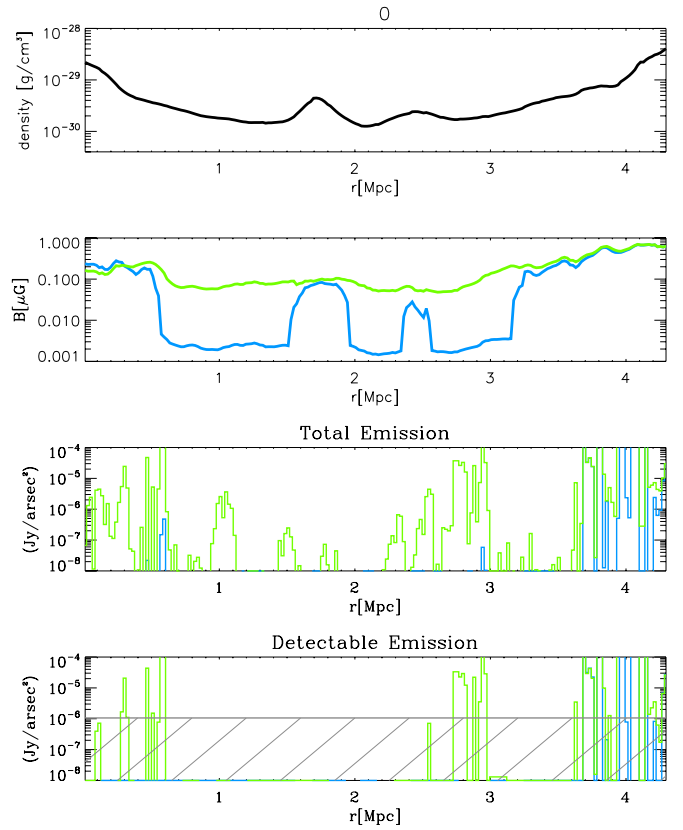 0
10⁻²⁸
10⁻²⁹
10⁻³⁰
density [g/cm³]
1 2 3 4
r[Mpc]
1.000
0.100
0.010
0.001
B[μG]
1 2 3 4
r[Mpc]
Total Emission
10⁻⁴
10⁻⁵
10⁻⁶
10⁻⁷
10⁻⁸
(Jy/arsec²)
1 2 3 4
r[Mpc]
Detectable Emission
10⁻⁴
10⁻⁵
10⁻⁶
10⁻⁷
10⁻⁸
(Jy/arsec²)
1 2 3 4
r[Mpc]